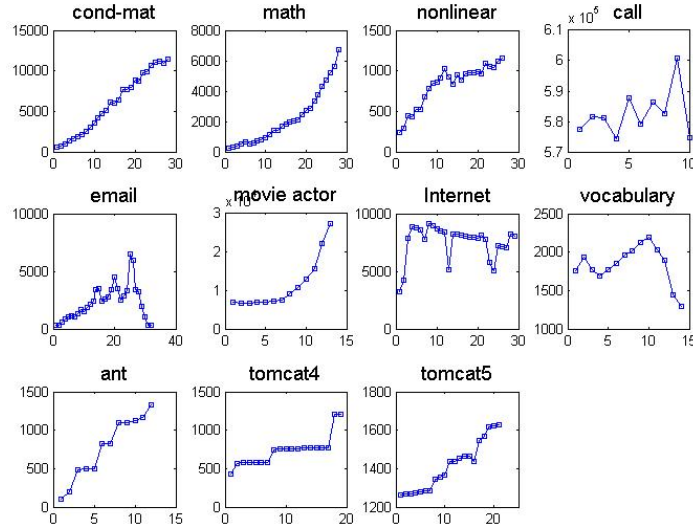 cond-mat math nonlinear call
15000 8000 1500 6.1 x 10⁵
10000 6000 1000 6
5000 4000 500 5.9
0 2000 0 5.8
0 5.7
0 10 20 30 0 10 20 30 0 10 20 30 0 5 10
email movie actor Internet vocabulary
10000 3 x 10 10000 2500
5000 2 5000 2000
0 1 0 1500
0 1000
0 20 40 0 5 10 15 0 10 20 30 0 5 10 15
ant tomcat4 tomcat5
1500 1500 1800
1000 1000 1600
500 500 1400
0 0 1200
0 5 10 15 0 10 20 0 10 20 30